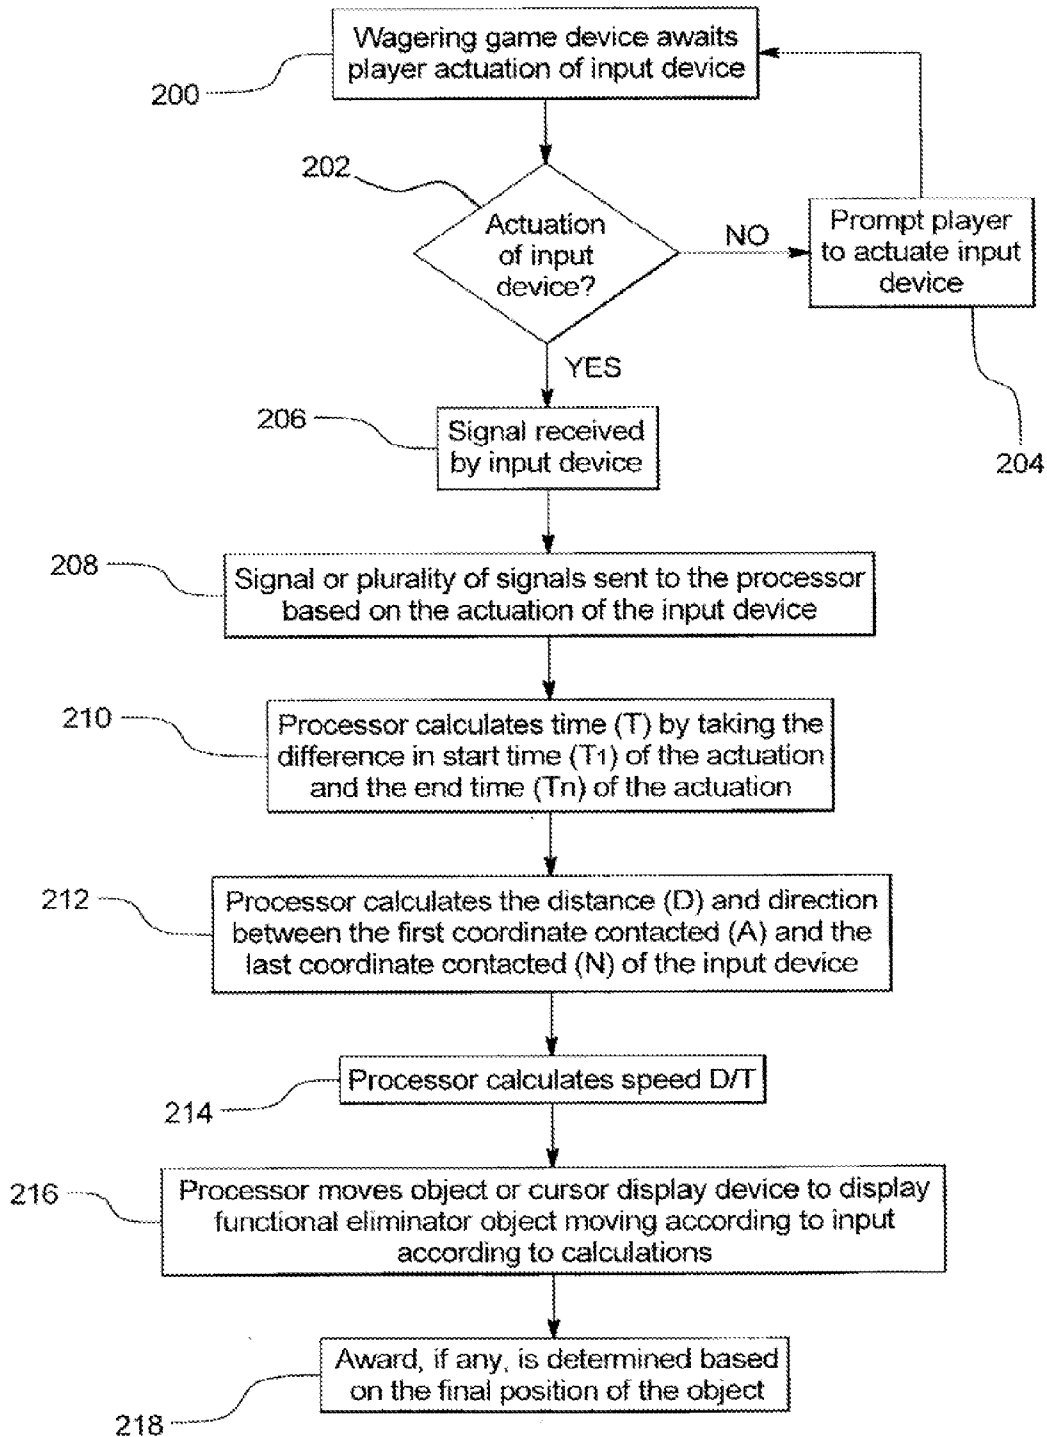 Wagering game device awaits
player actuation of input device
200
202
Actuation
of input
device?
NO
Prompt player
to actuate input
device
204
YES
206
Signal received
by input device
208
Signal or plurality of signals sent to the processor
based on the actuation of the input device
210
Processor calculates time (T) by taking the
difference in start time (T1) of the actuation
and the end time (Tn) of the actuation
212
Processor calculates the distance (D) and direction
between the first coordinate contacted (A) and the
last coordinate contacted (N) of the input device
Processor calculates speed D/T
214
216
Processor moves object or cursor display device to display
functional eliminator object moving according to input
according to calculations
Award, if any, is determined based
on the final position of the object
218